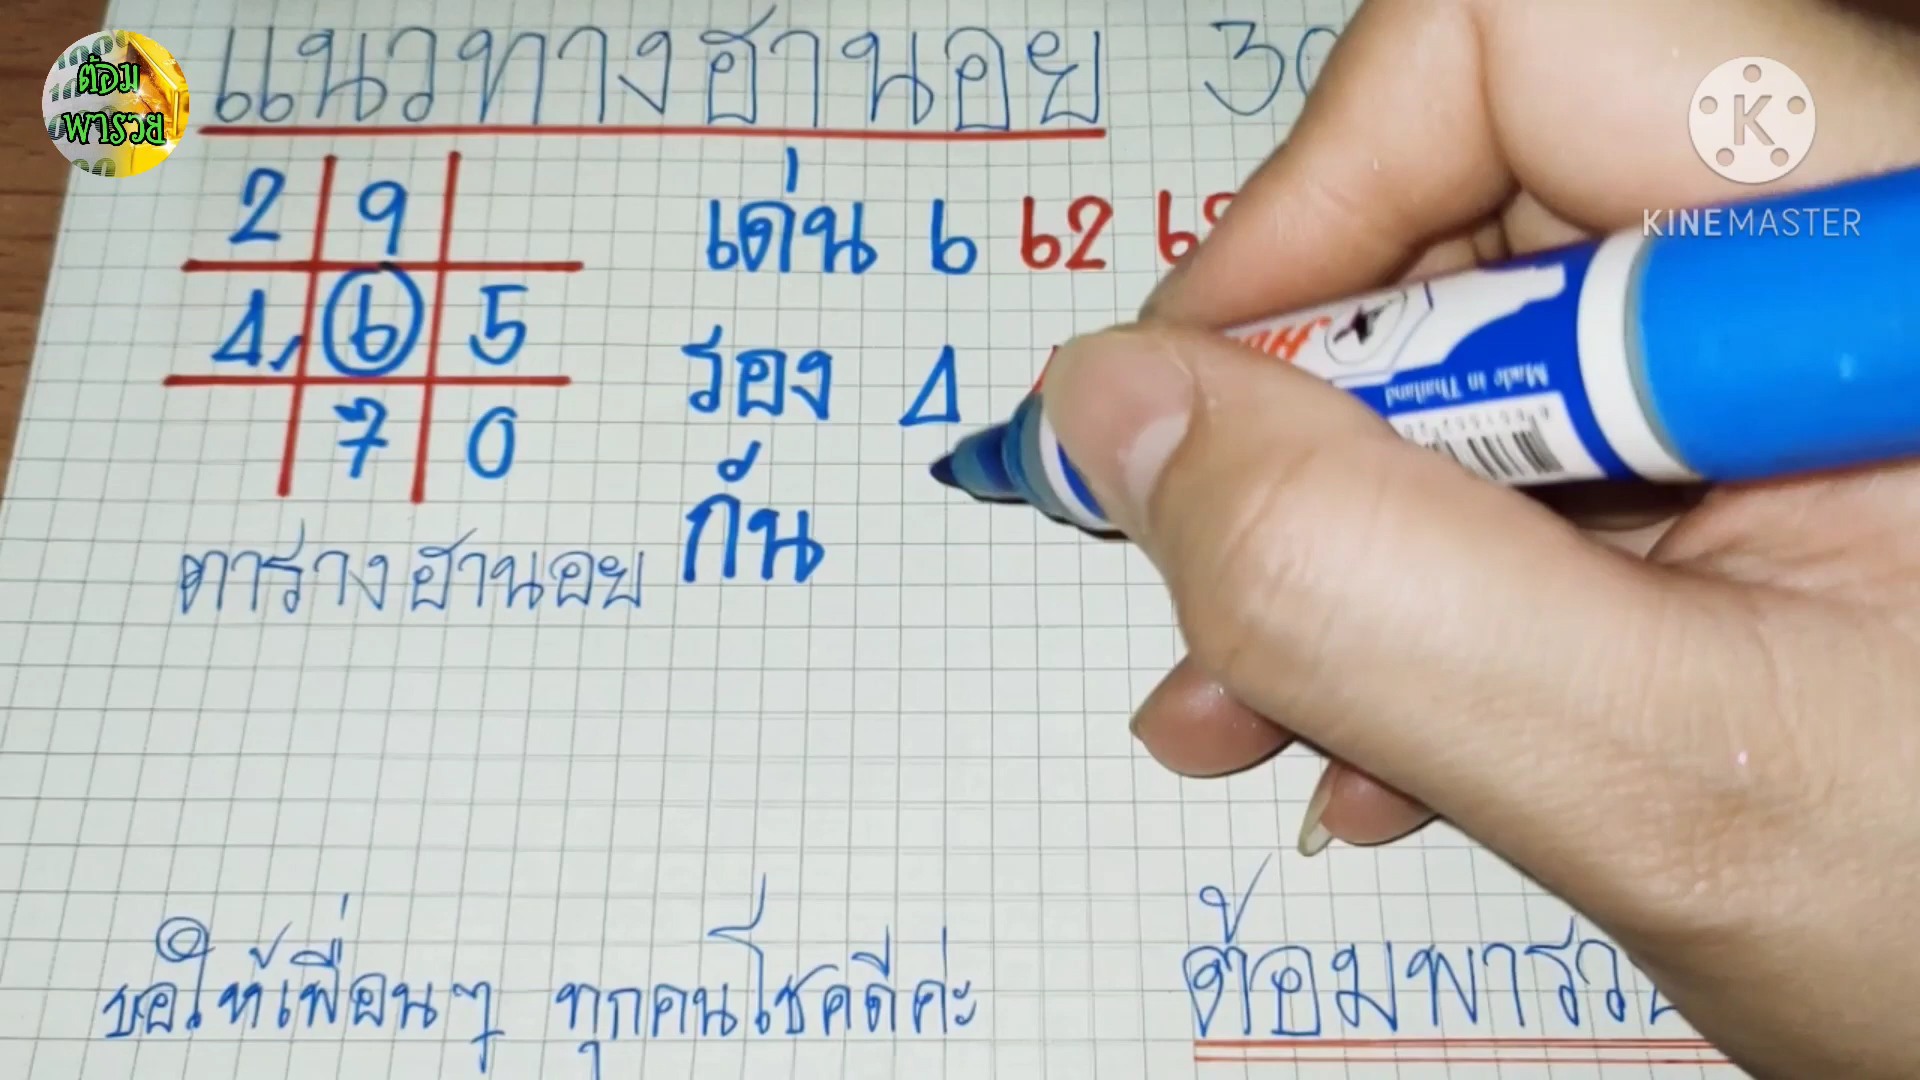 ต้อม
พารวย
แนวทางฮานอย 30
K
KINEMASTER
2 9
4 6 5
7 0
เด่น 6 62
รอง 4
กัน
ตารางฮานอย
Made in Thailand
ขอให้เพื่อนๆ ทุกคนโชคดีค่ะ
ต้อมพารวย